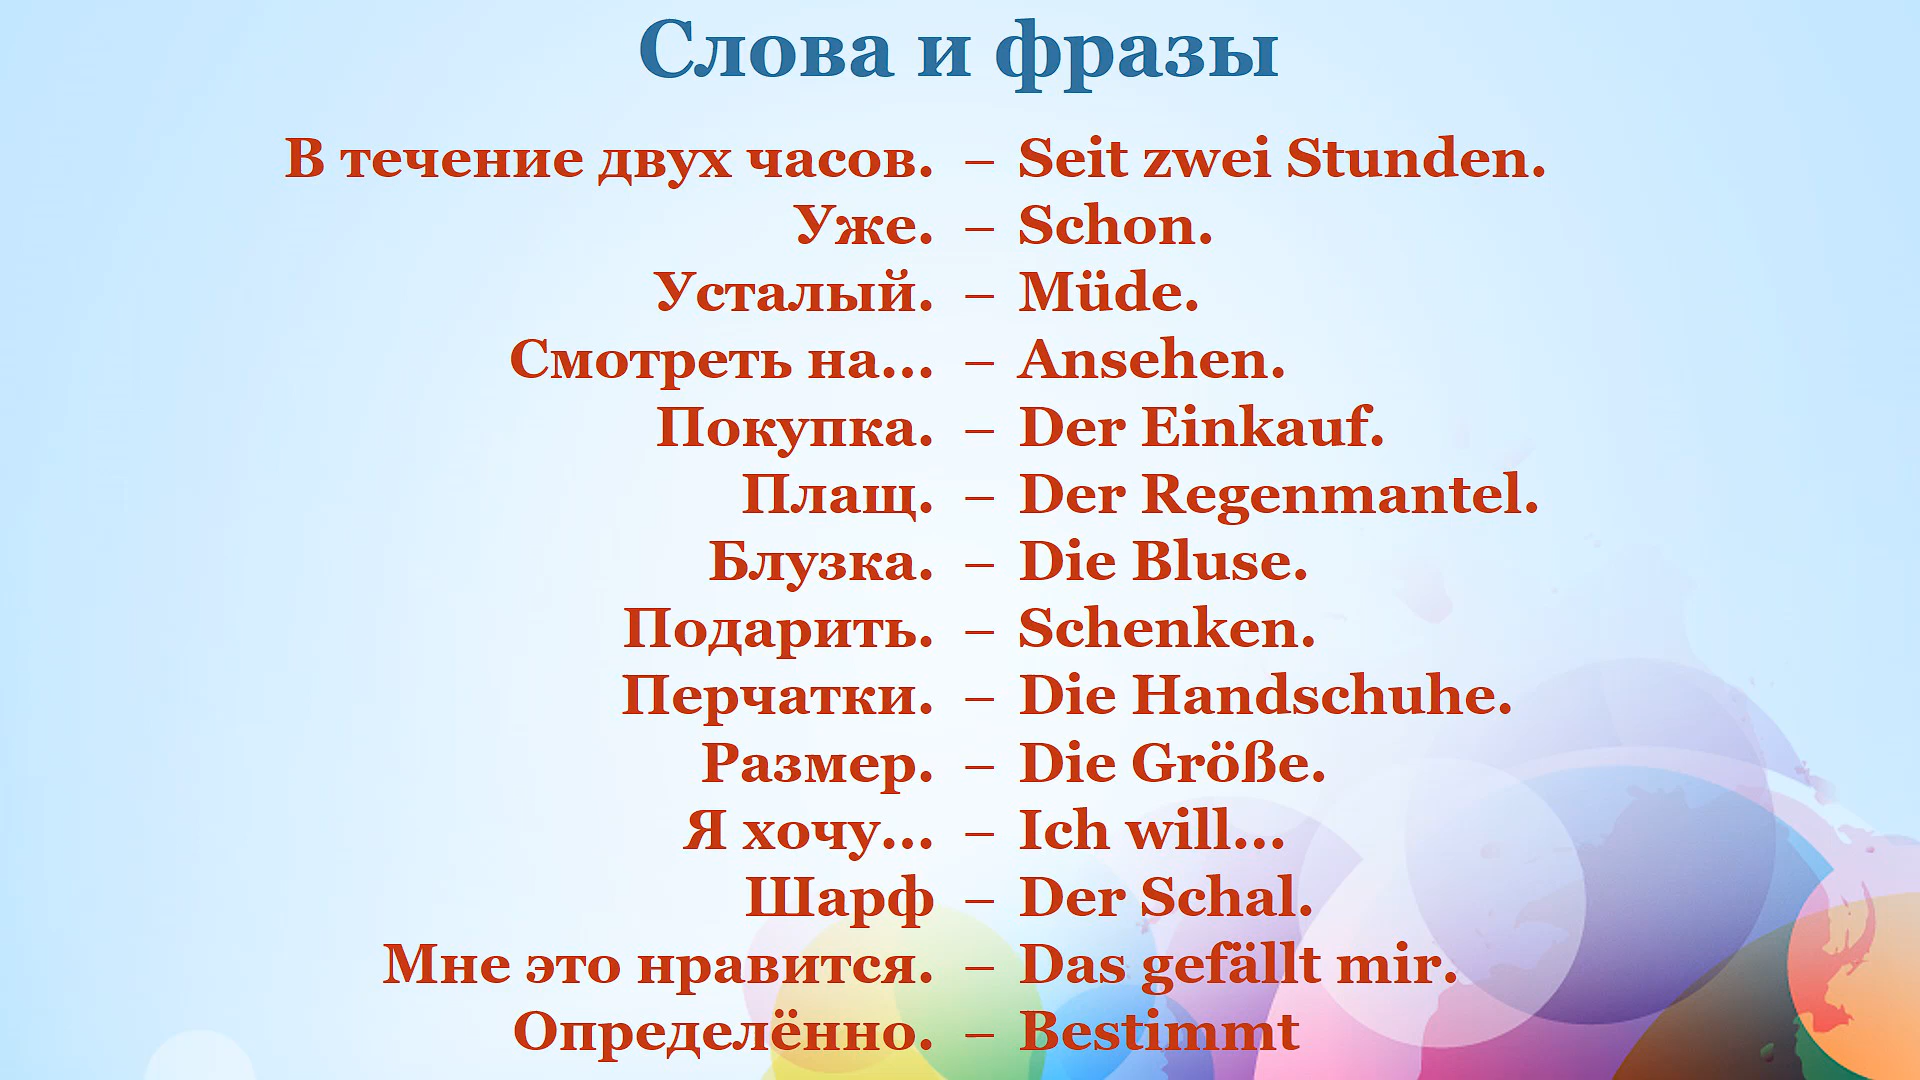 Слова и фразы
В течение двух часов. – Seit zwei Stunden.
Уже. – Schon.
Усталый. – Müde.
Смотреть на... – Ansehen.
Покупка. – Der Einkauf.
Плащ. – Der Regenmantel.
Блузка. – Die Bluse.
Подарить. – Schenken.
Перчатки. – Die Handschuhe.
Размер. – Die Größe.
Я хочу... – Ich will...
Шарф – Der Schal.
Мне это нравится. – Das gefällt mir.
Определённо. – Bestimmt